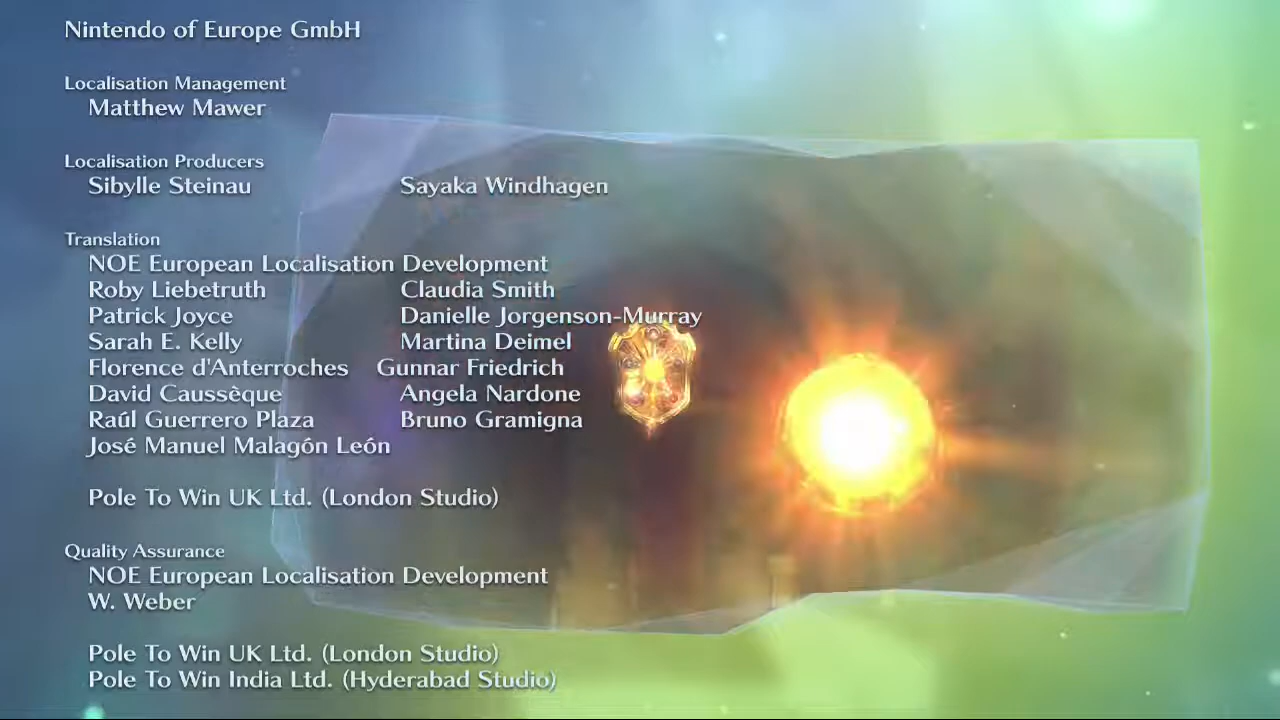 Nintendo of Europe GmbH
Localisation Management
Matthew Mawer
Localisation Producers
Sibylle Steinau Sayaka Windhagen
Translation
NOE European Localisation Development
Roby Liebetruth Claudia Smith
Patrick Joyce Danielle Jorgenson-Murray
Sarah E. Kelly Martina Deimel
Florence d'Anterroches Gunnar Friedrich
David Caussèque Angela Nardone
Raúl Guerrero Plaza Bruno Gramigna
José Manuel Malagón León
Pole To Win UK Ltd. (London Studio)
Quality Assurance
NOE European Localisation Development
W. Weber
Pole To Win UK Ltd. (London Studio)
Pole To Win India Ltd. (Hyderabad Studio)